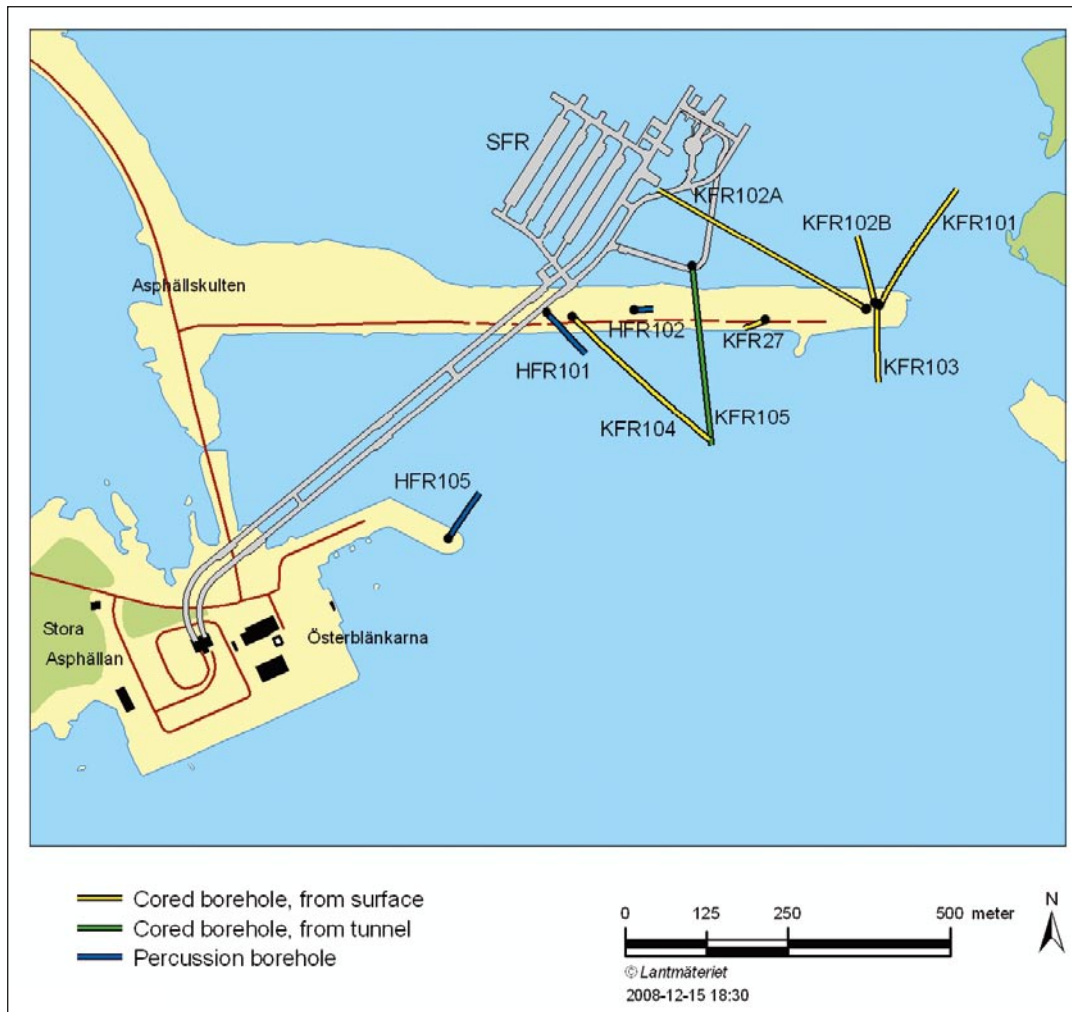 SFR
KFR102A
KFR102B
KFR101
Asphällskulten
HFR102
KFR27
HFR101
KFR103
KFR104
KFR105
HFR105
Stora
Asphällan
Österblänkarna
Cored borehole, from surface
Cored borehole, from tunnel
Percussion borehole
0 125 250 500 meter
N
© Lantmäteriet
2008-12-15 18:30